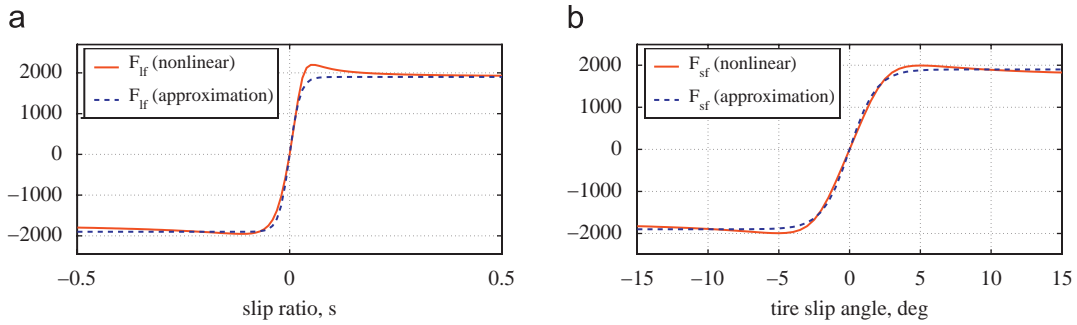 a
F_lf (nonlinear)
F_lf (approximation)
2000
1000
0
−1000
−2000
−0.5
0
0.5
slip ratio, s
b
F_sf (nonlinear)
F_sf (approximation)
2000
1000
0
−1000
−2000
−15
−10
−5
0
5
10
15
tire slip angle, deg